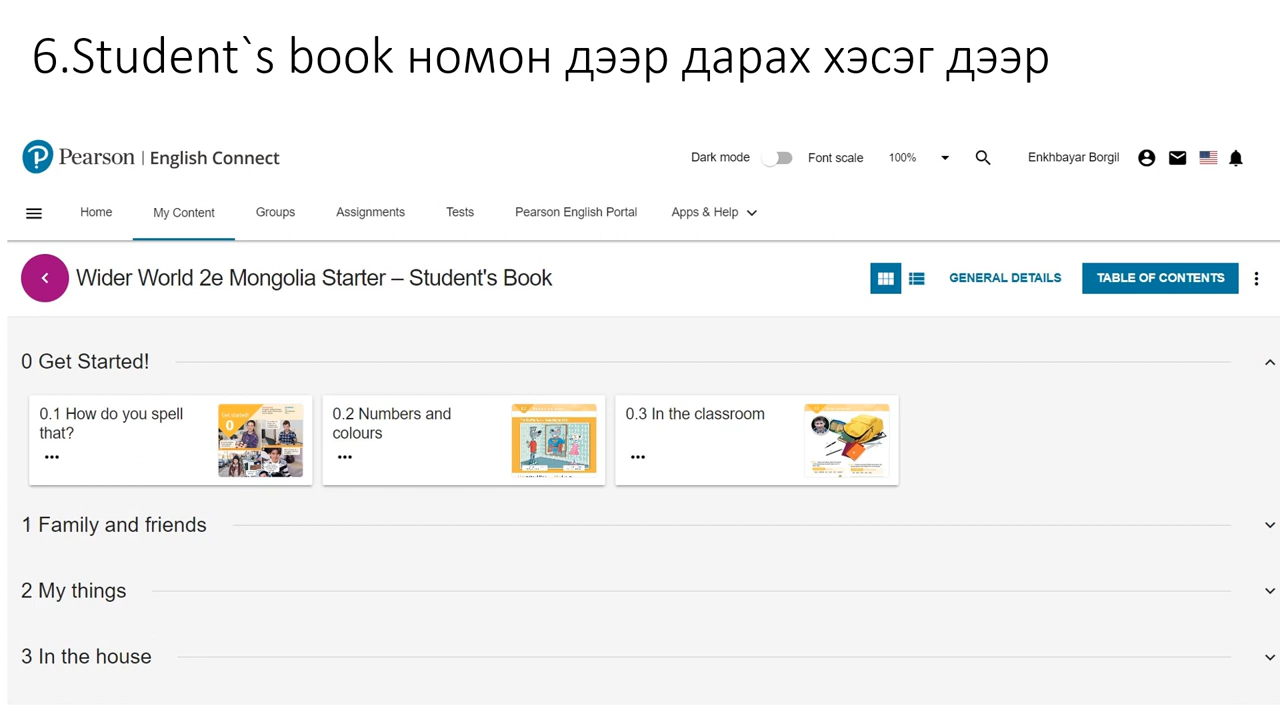 6.Student`s book номон дээр дарах хэсэг дээр
Pearson | English Connect
Dark mode Font scale 100% Enkhbayar Borgil
Home My Content Groups Assignments Tests Pearson English Portal Apps & Help
Wider World 2e Mongolia Starter – Student's Book GENERAL DETAILS TABLE OF CONTENTS
0 Get Started!
0.1 How do you spell
that?
0.2 Numbers and
colours
0.3 In the classroom
1 Family and friends
2 My things
3 In the house